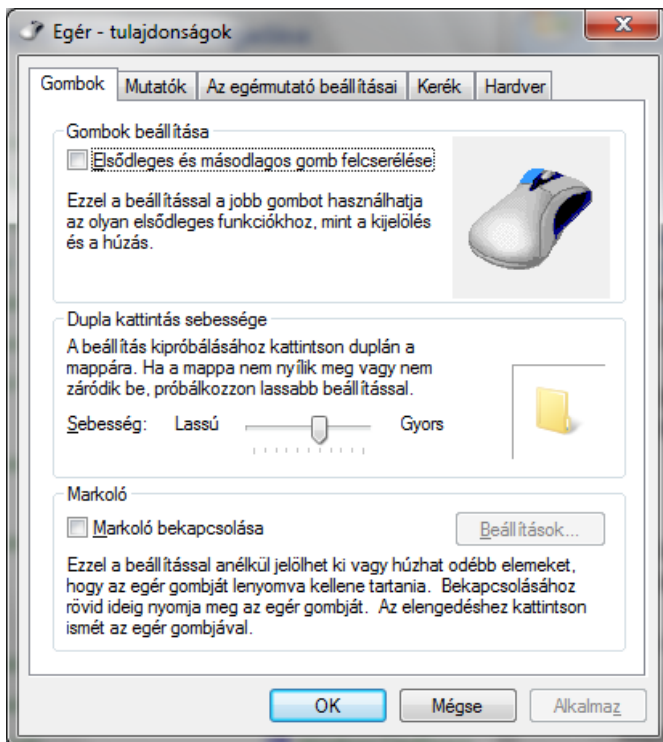 Egér - tulajdonságok
Gombok Mutatók Az egérmutató beállításai Kerék Hardver
Gombok beállítása
Elsődleges és másodlagos gomb felcserélése
Ezzel a beállítással a jobb gombot használhatja
az olyan elsődleges funkciókhoz, mint a kijelölés
és a húzás.
Dupla kattintás sebessége
A beállítás kipróbálásához kattintson duplán a
mappára. Ha a mappa nem nyílik meg vagy nem
záródik be, próbálkozzon lassabb beállítással.
Sebesség: Lassú Gyors
Markoló
Markoló bekapcsolása Beállítások...
Ezzel a beállítással anélkül jelölhet ki vagy húzhat odébb elemeket,
hogy az egér gombját lenyomva kellene tartania. Bekapcsolásához
rövid ideig nyomja meg az egér gombját. Az elengedéshez kattintson
ismét az egér gombjával.
OK Mégse Alkalmaz